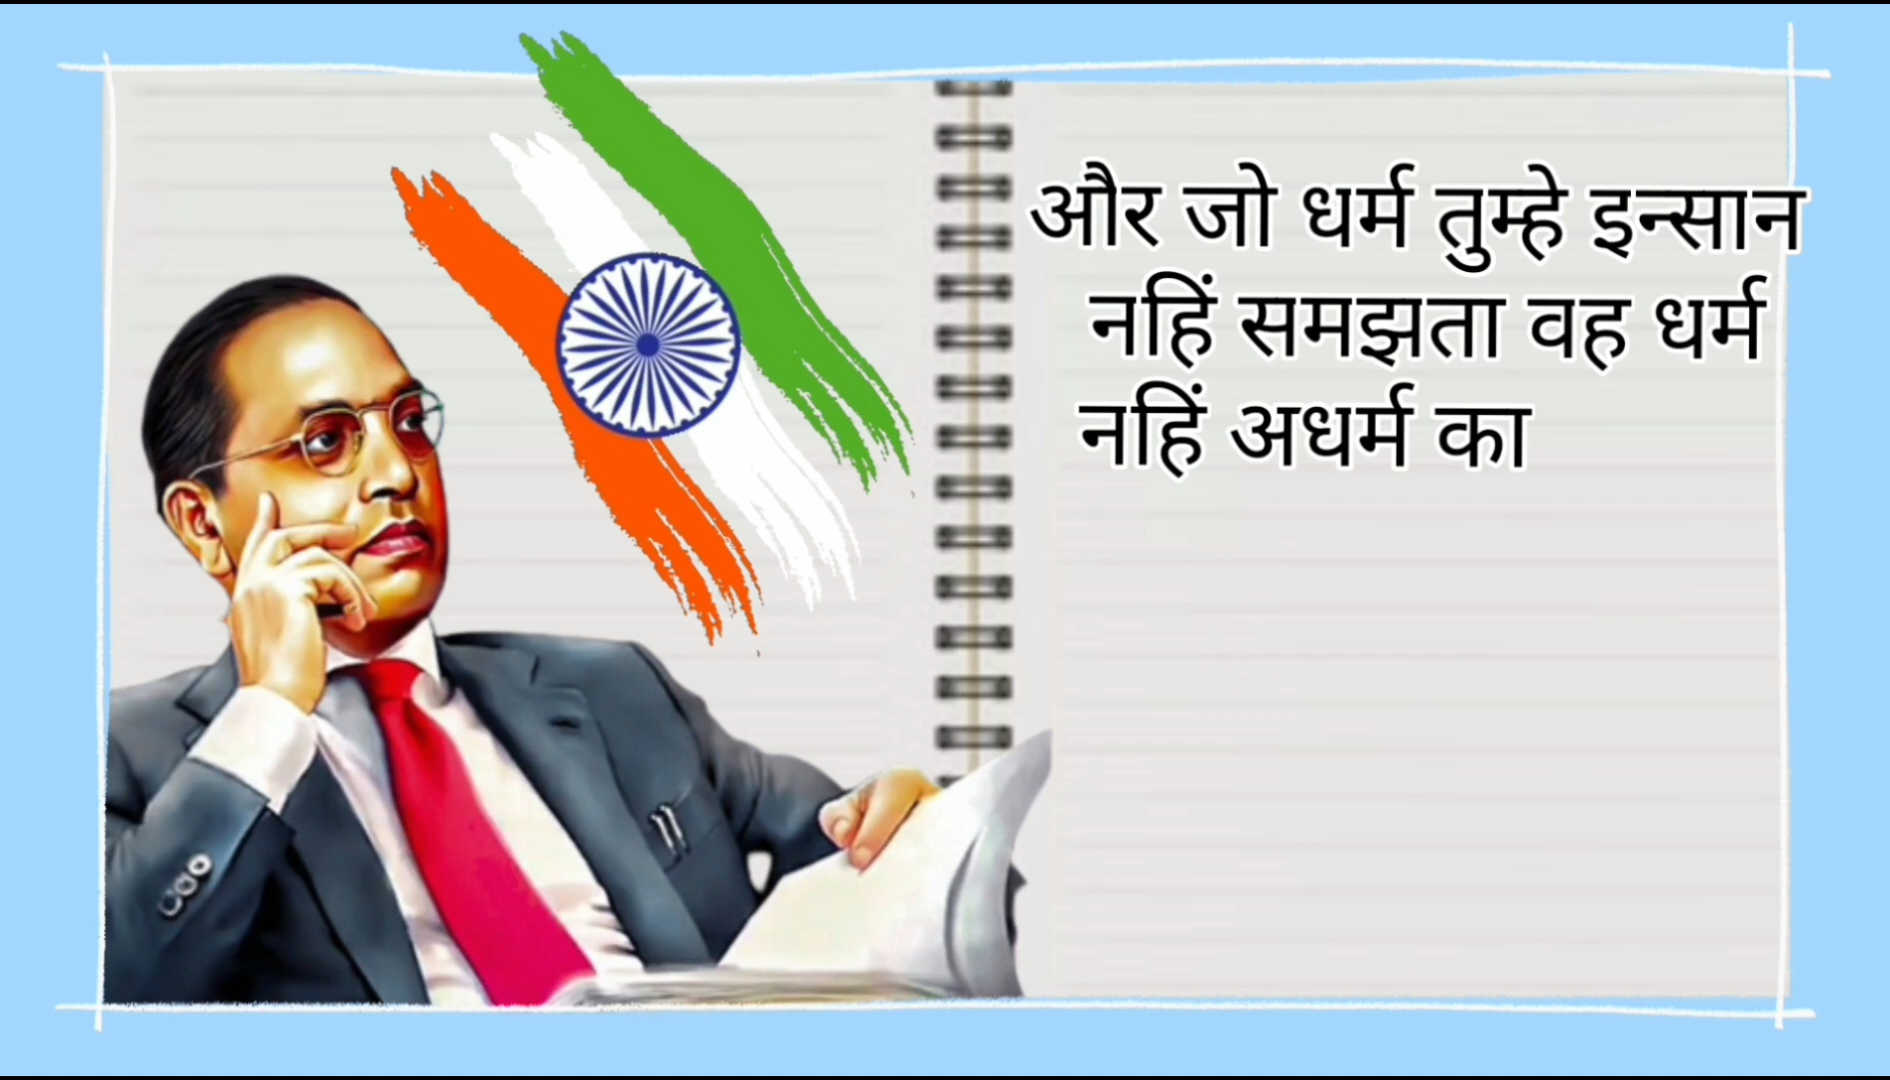 और जो धर्म तुम्हे इन्सान
नहिं समझता वह धर्म
नहिं अधर्म का